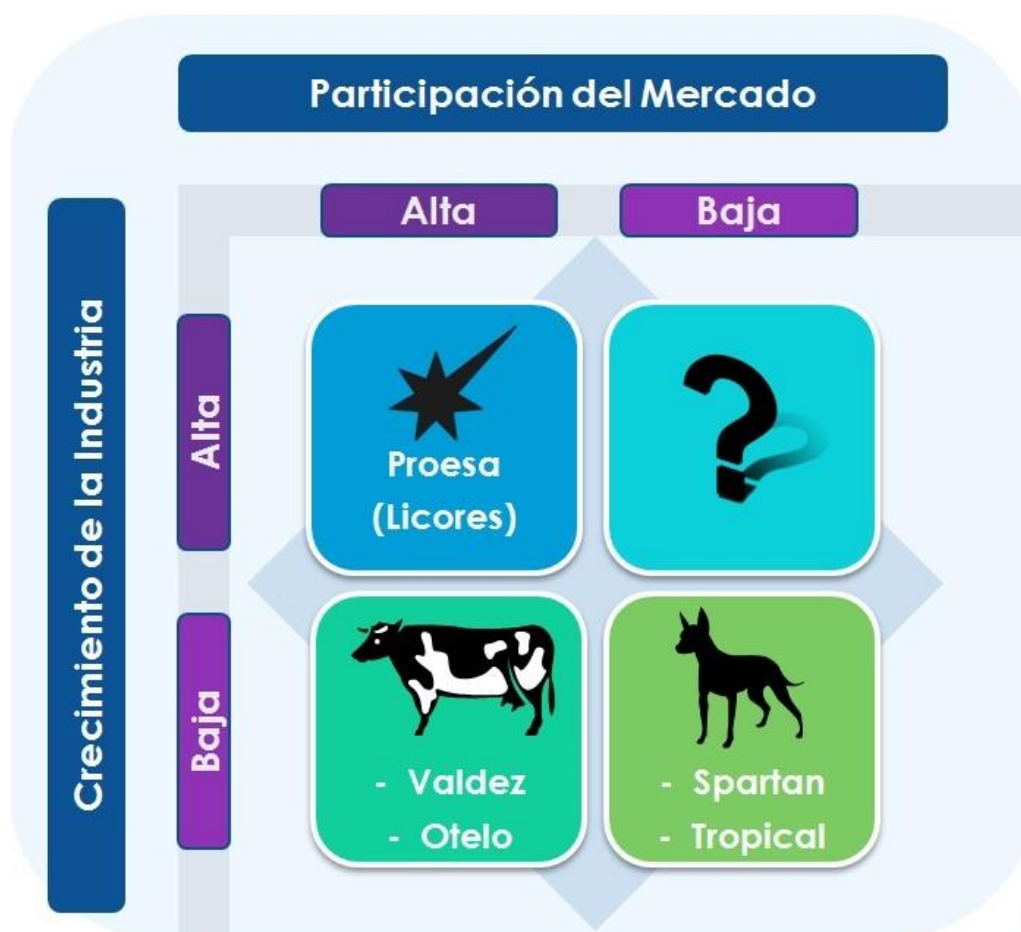 Participación del Mercado
Alta
Baja
Crecimiento de la Industria
Alta
Proesa
(Licores)
?
Baja
- Valdez
- Otelo
- Spartan
- Tropical